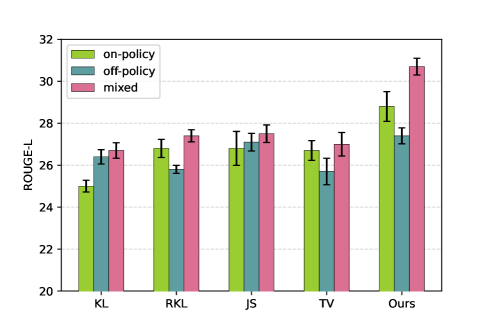 32
30
28
26
24
22
20
ROUGE-L
on-policy
off-policy
mixed
KL RKL JS TV Ours